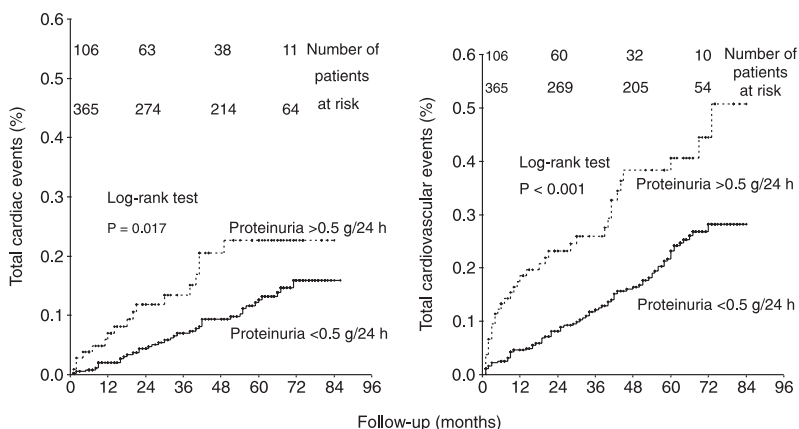 0.6
0.5
0.4
0.3
0.2
0.1
0.0
Total cardiac events (%)
106 63 38 11 Number of
patients
365 274 214 64 at risk
Log-rank test
P = 0.017
Proteinuria >0.5 g/24 h
Proteinuria <0.5 g/24 h
0 12 24 36 48 60 72 84 96
0.6
0.5
0.4
0.3
0.2
0.1
0.0
Total cardiovascular events (%)
106 60 32 10 Number of
patients
365 269 205 54 at risk
Log-rank test
P < 0.001
Proteinuria >0.5 g/24 h
Proteinuria <0.5 g/24 h
0 12 24 36 48 60 72 84 96
Follow-up (months)